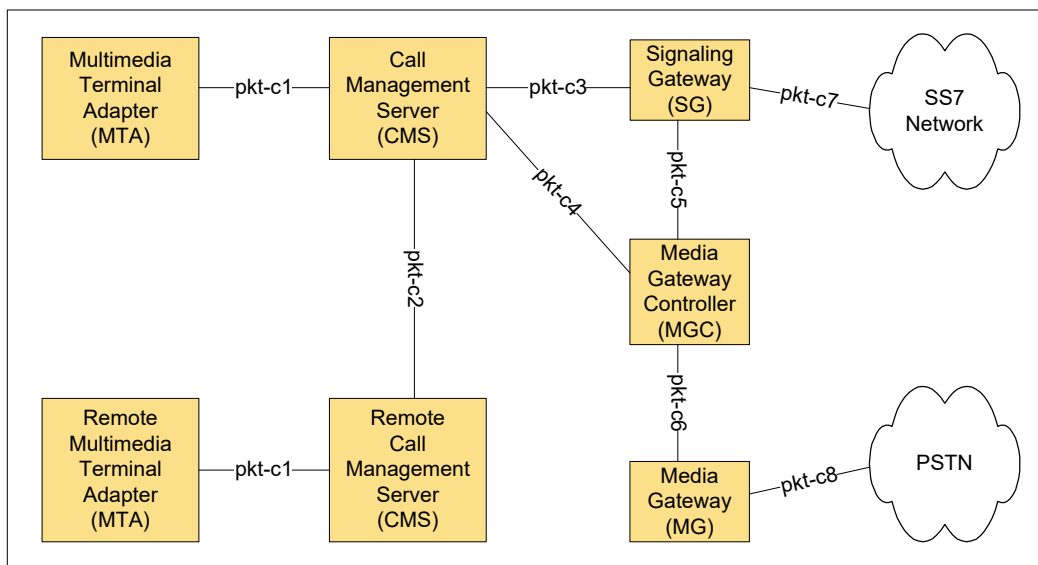 Multimedia
Terminal
Adapter
(MTA)
pkt-c1
Call
Management
Server
(CMS)
pkt-c3
Signaling
Gateway
(SG)
pkt-c7
SS7
Network
pkt-c4
pkt-c5
pkt-c2
Media
Gateway
Controller
(MGC)
pkt-c6
Remote
Multimedia
Terminal
Adapter
(MTA)
pkt-c1
Remote
Call
Management
Server
(CMS)
Media
Gateway
(MG)
pkt-c8
PSTN